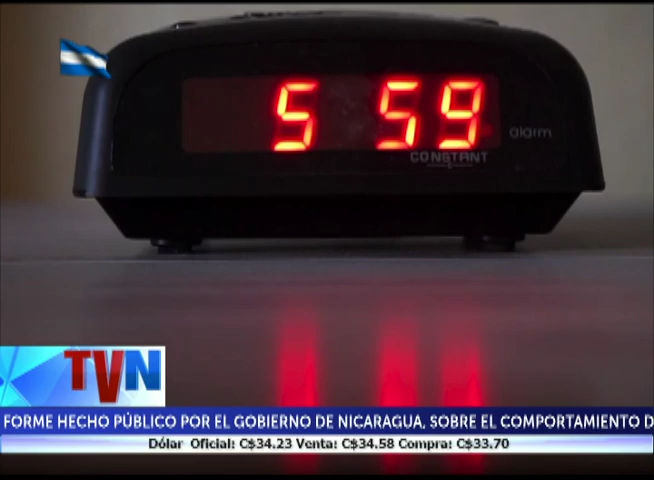 5 59
alarm
CONSTANT
TVN
FORME HECHO PÚBLICO POR EL GOBIERNO DE NICARAGUA, SOBRE EL COMPORTAMIENTO D
Dólar Oficial: C$34.23 Venta: C$34.58 Compra: C$33.70